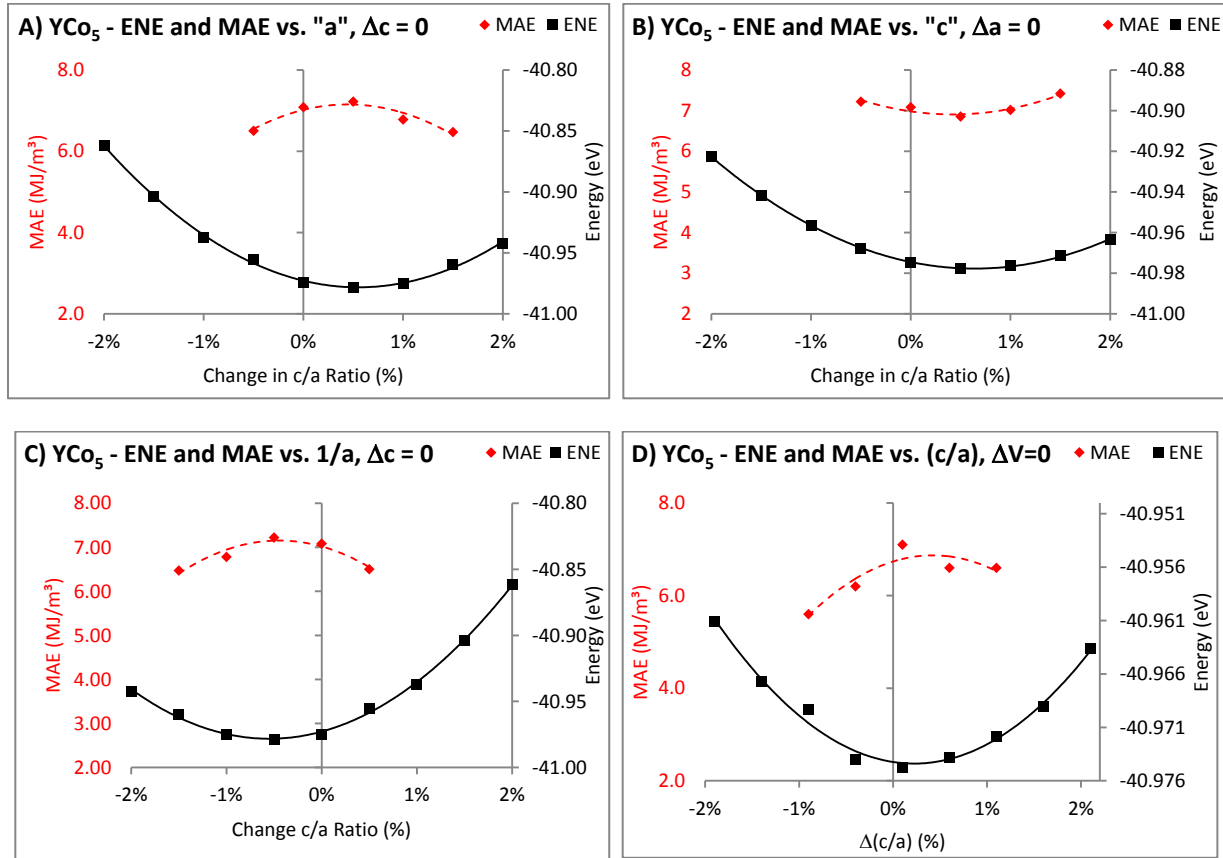 A) YCo₅ - ENE and MAE vs. "a", Δc = 0
MAE ENE
8.0
6.0
4.0
2.0
MAE (MJ/m³)
-40.80
-40.85
-40.90
-40.95
-41.00
Energy (eV)
-2% -1% 0% 1% 2%
Change in c/a Ratio (%)
B) YCo₅ - ENE and MAE vs. "c", Δa = 0
MAE ENE
8
7
6
5
4
3
2
MAE (MJ/m³)
-40.88
-40.90
-40.92
-40.94
-40.96
-40.98
-41.00
Energy (eV)
-2% -1% 0% 1% 2%
Change in c/a Ratio (%)
C) YCo₅ - ENE and MAE vs. 1/a, Δc = 0
MAE ENE
8.00
7.00
6.00
5.00
4.00
3.00
2.00
MAE (MJ/m³)
-40.80
-40.85
-40.90
-40.95
-41.00
Energy (eV)
-2% -1% 0% 1% 2%
Change c/a Ratio (%)
D) YCo₅ - ENE and MAE vs. (c/a), ΔV=0
MAE ENE
8.0
6.0
4.0
2.0
MAE (MJ/m³)
-40.951
-40.956
-40.961
-40.966
-40.971
-40.976
Energy (eV)
-2% -1% 0% 1% 2%
Δ(c/a) (%)